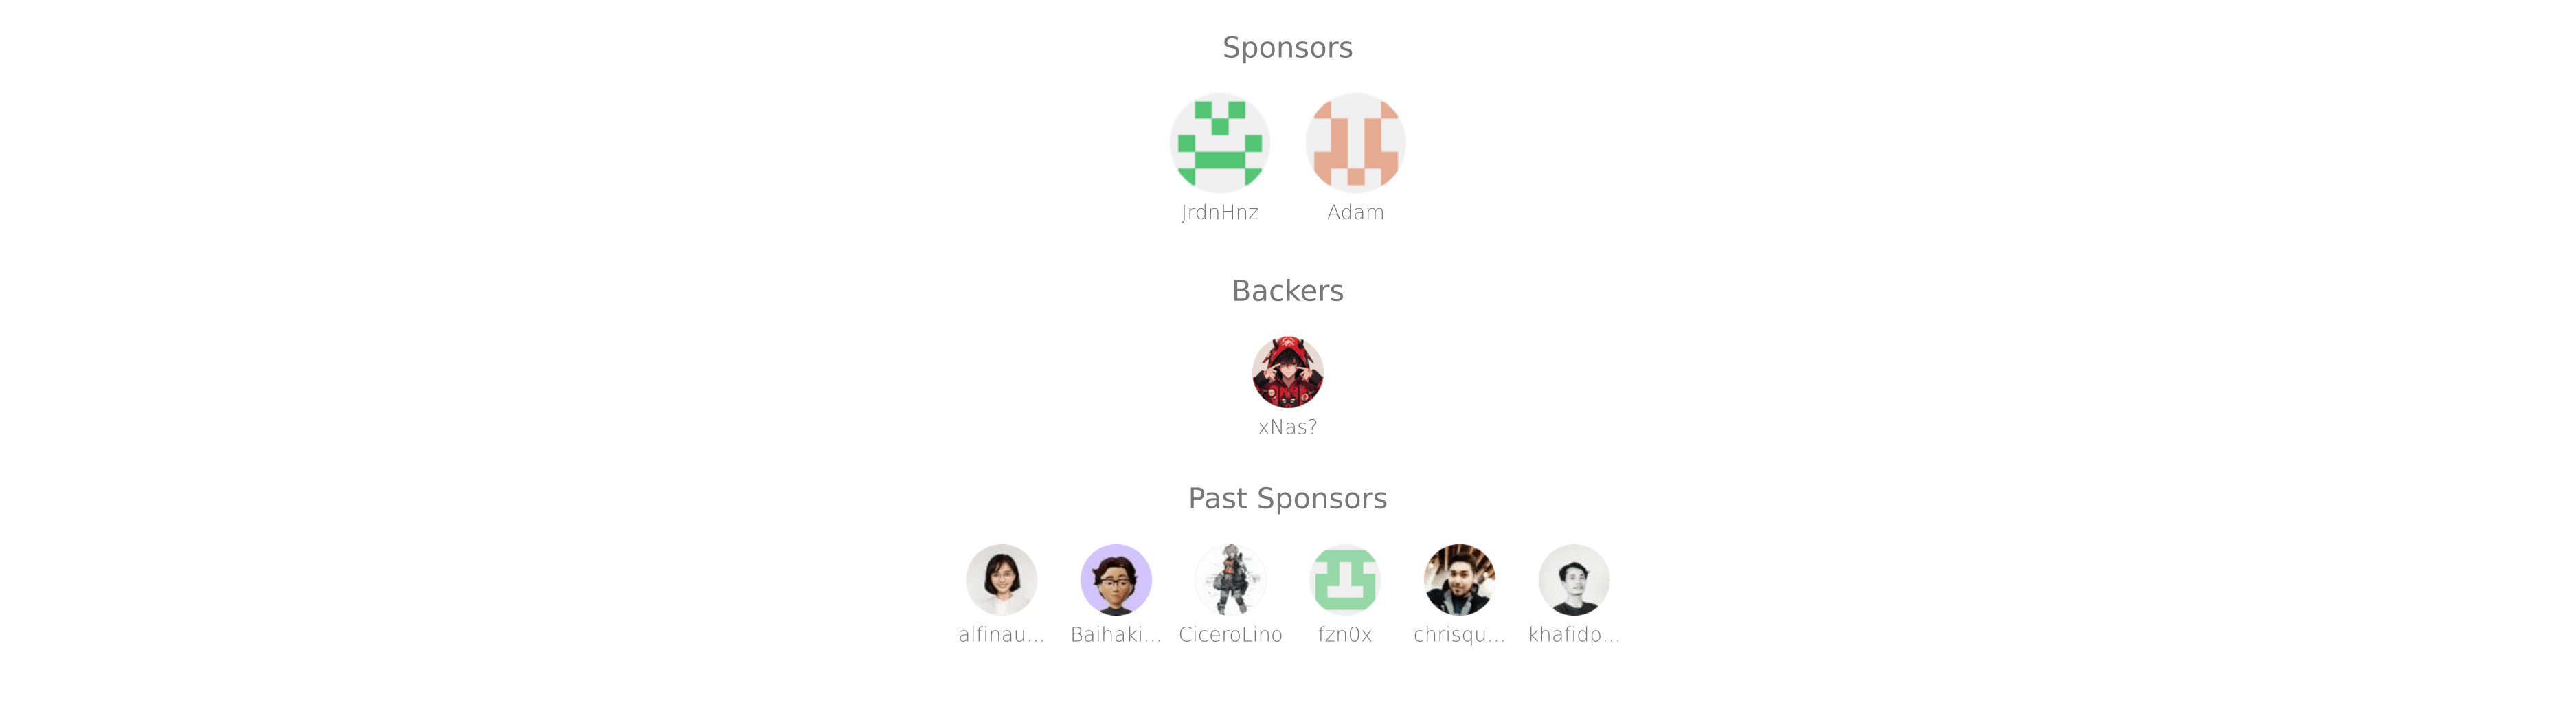 Sponsors
JrdnHnz Adam
Backers
xNas?
Past Sponsors
alfinau... Baihaki... CiceroLino fzn0x chrisqu... khafidp...